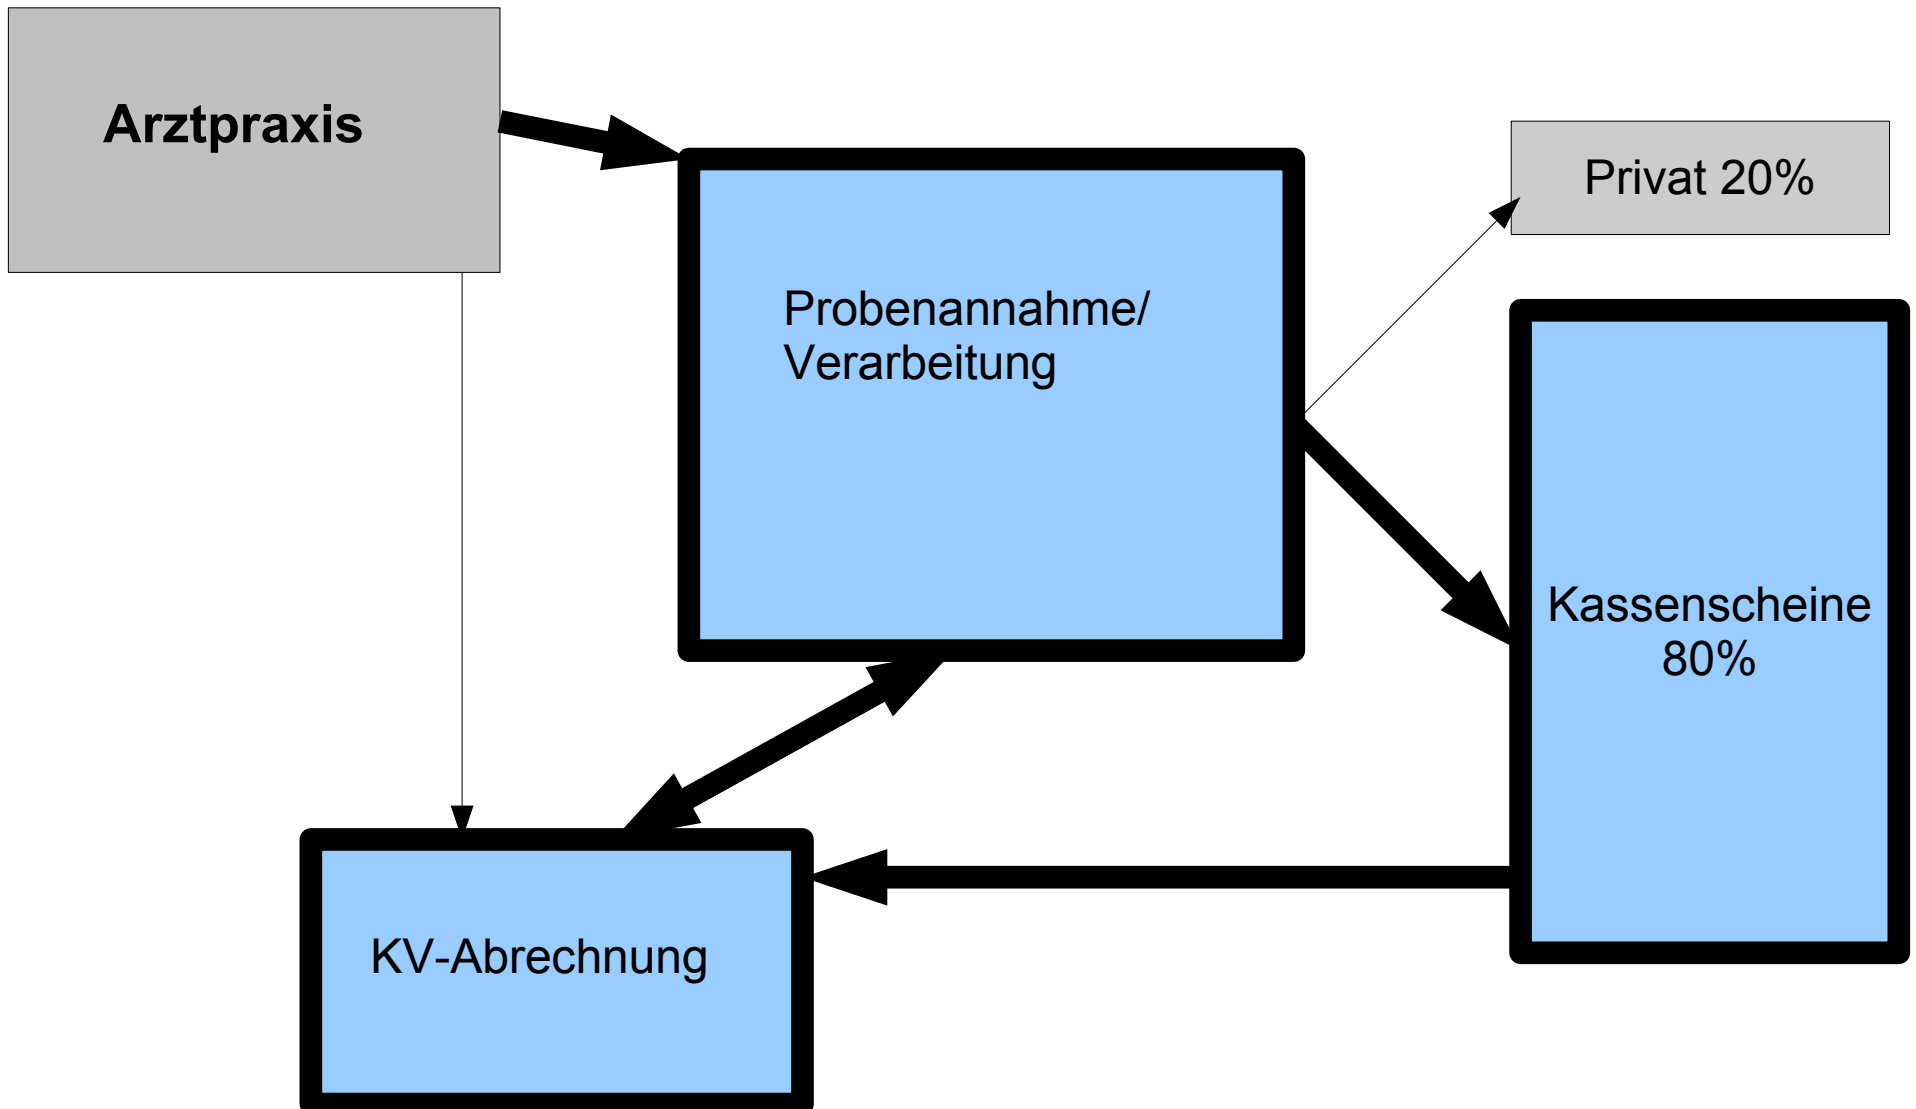 Arztpraxis
Privat 20%
Probenannahme/
Verarbeitung
Kassenscheine
80%
KV-Abrechnung